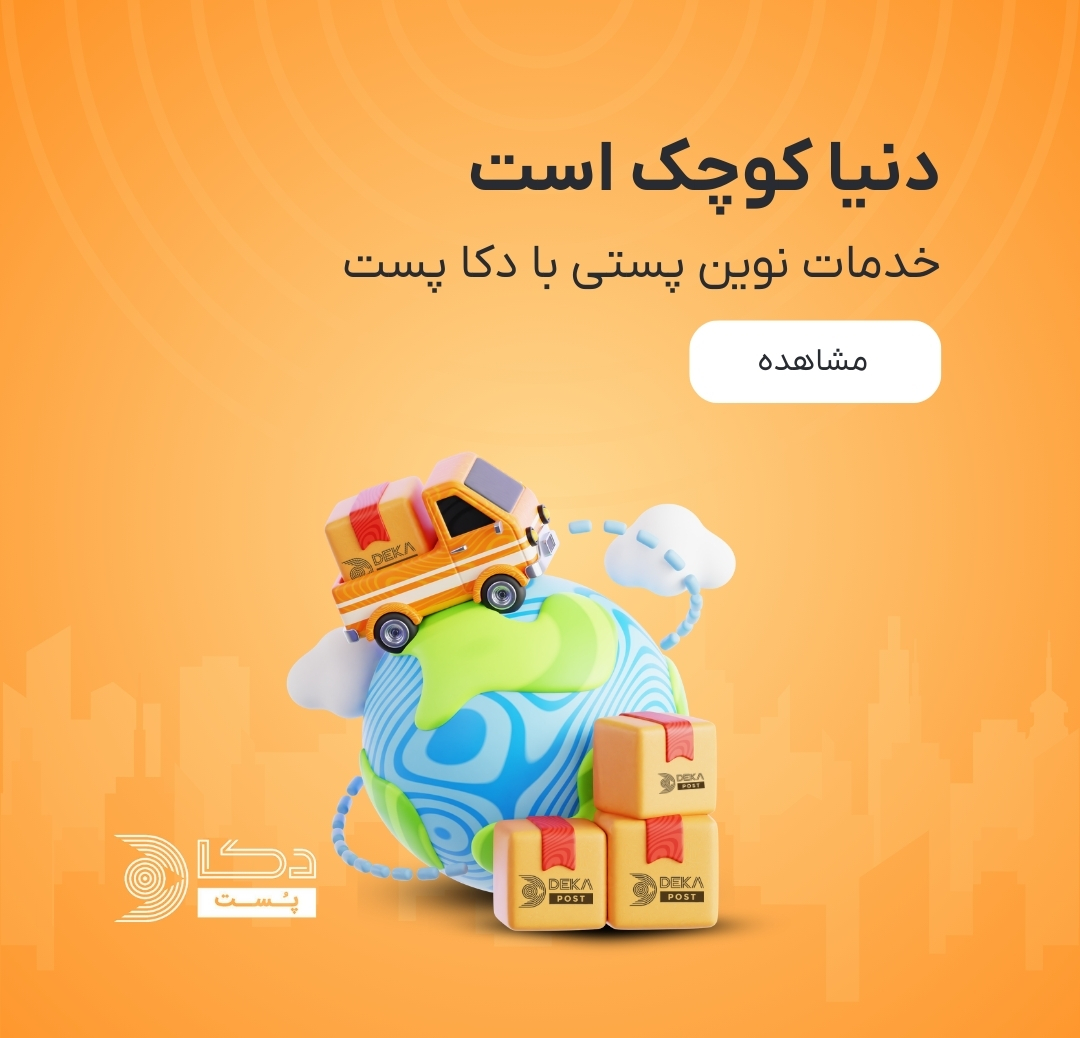 دنیا کوچک است
خدمات نوین پستی با دکا پست
مشاهده
DEKA
DEKA
POST
DEKA
POST
DEKA
POST
دکا
پُست